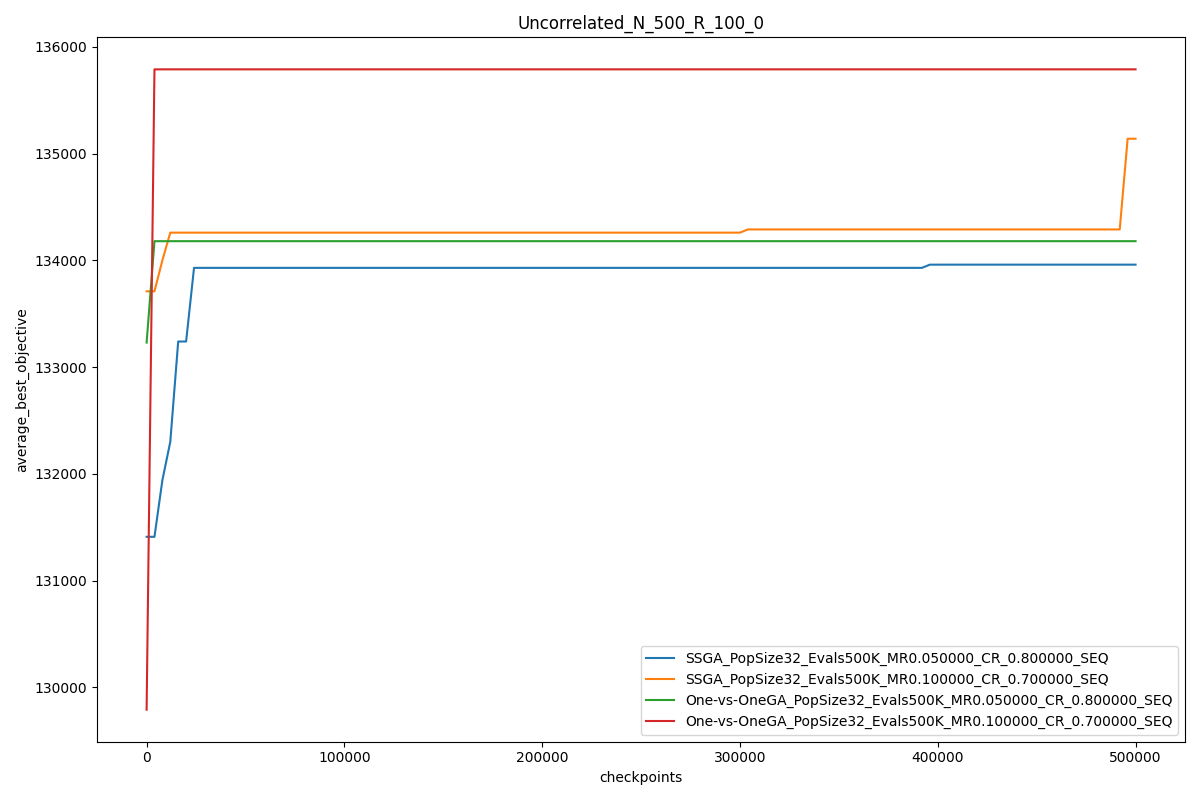 Uncorrelated_N_500_R_100_0
136000
135000
134000
133000
132000
131000
130000
average_best_objective
0
100000
200000
300000
400000
500000
checkpoints
SSGA_PopSize32_Evals500K_MR0.050000_CR_0.800000_SEQ
SSGA_PopSize32_Evals500K_MR0.100000_CR_0.700000_SEQ
One-vs-OneGA_PopSize32_Evals500K_MR0.050000_CR_0.800000_SEQ
One-vs-OneGA_PopSize32_Evals500K_MR0.100000_CR_0.700000_SEQ